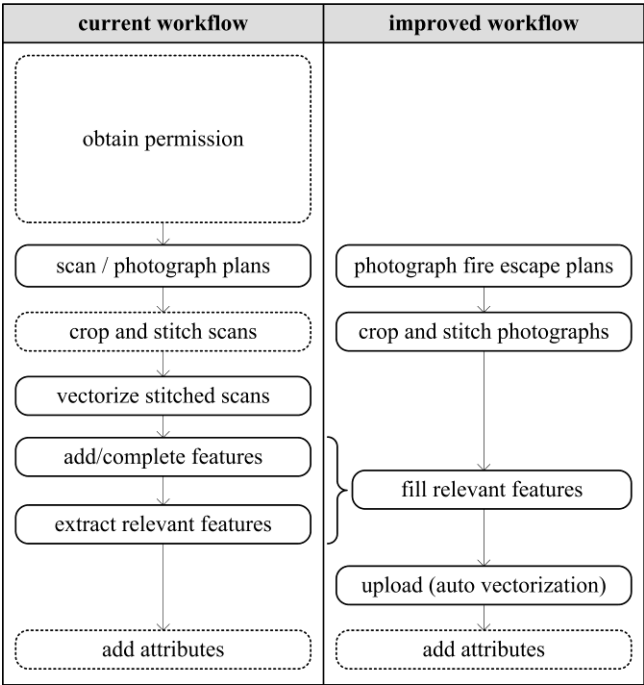 current workflow
improved workflow
obtain permission
scan / photograph plans
photograph fire escape plans
crop and stitch scans
crop and stitch photographs
vectorize stitched scans
add/complete features
fill relevant features
extract relevant features
upload (auto vectorization)
add attributes
add attributes